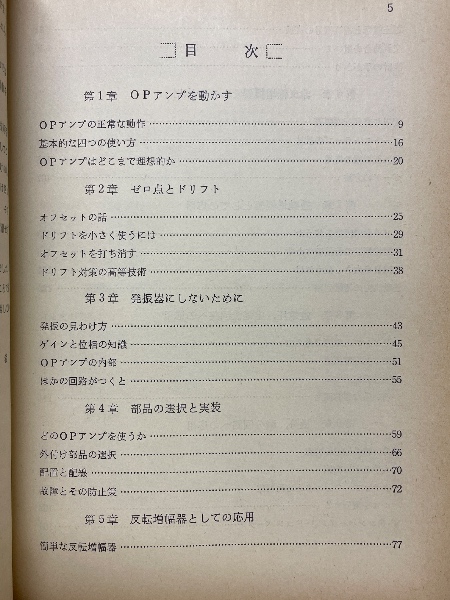 5
目次
第1章 OPアンプを動かす
OPアンプの正常な動作 9
基本的な四つの使い方 16
OPアンプはどこまで理想的か 20
第2章 ゼロ点とドリフト
オフセットの話 25
ドリフトを小さく使うには 29
オフセットを打ち消す 31
ドリフト対策の高等技術 38
第3章 発振器にしないために
発振の見わけ方 43
ゲインと位相の知識 45
OPアンプの内部 51
ほかの回路がつくと 55
第4章 部品の選択と実装
どのOPアンプを使うか 59
外付け部品の選択 66
配置と配線 70
故障とその防止策 72
第5章 反転増幅器としての応用
簡単な反転増幅器 77